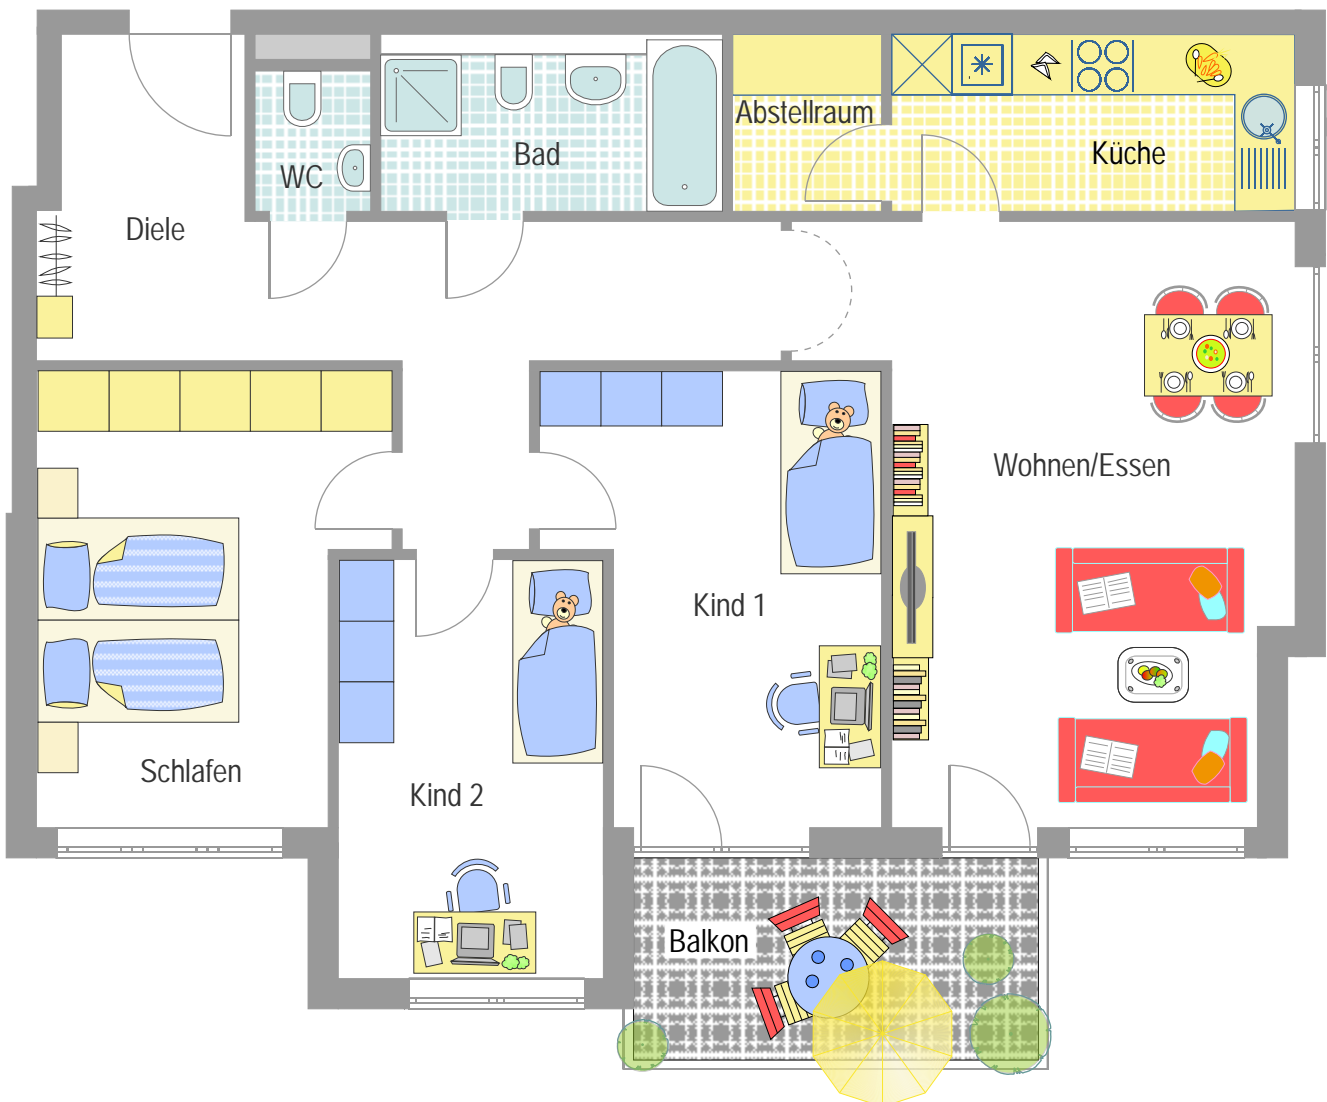 Abstellraum
Bad
Küche
WC
Diele
Wohnen/Essen
Kind 1
Schlafen
Kind 2
Balkon